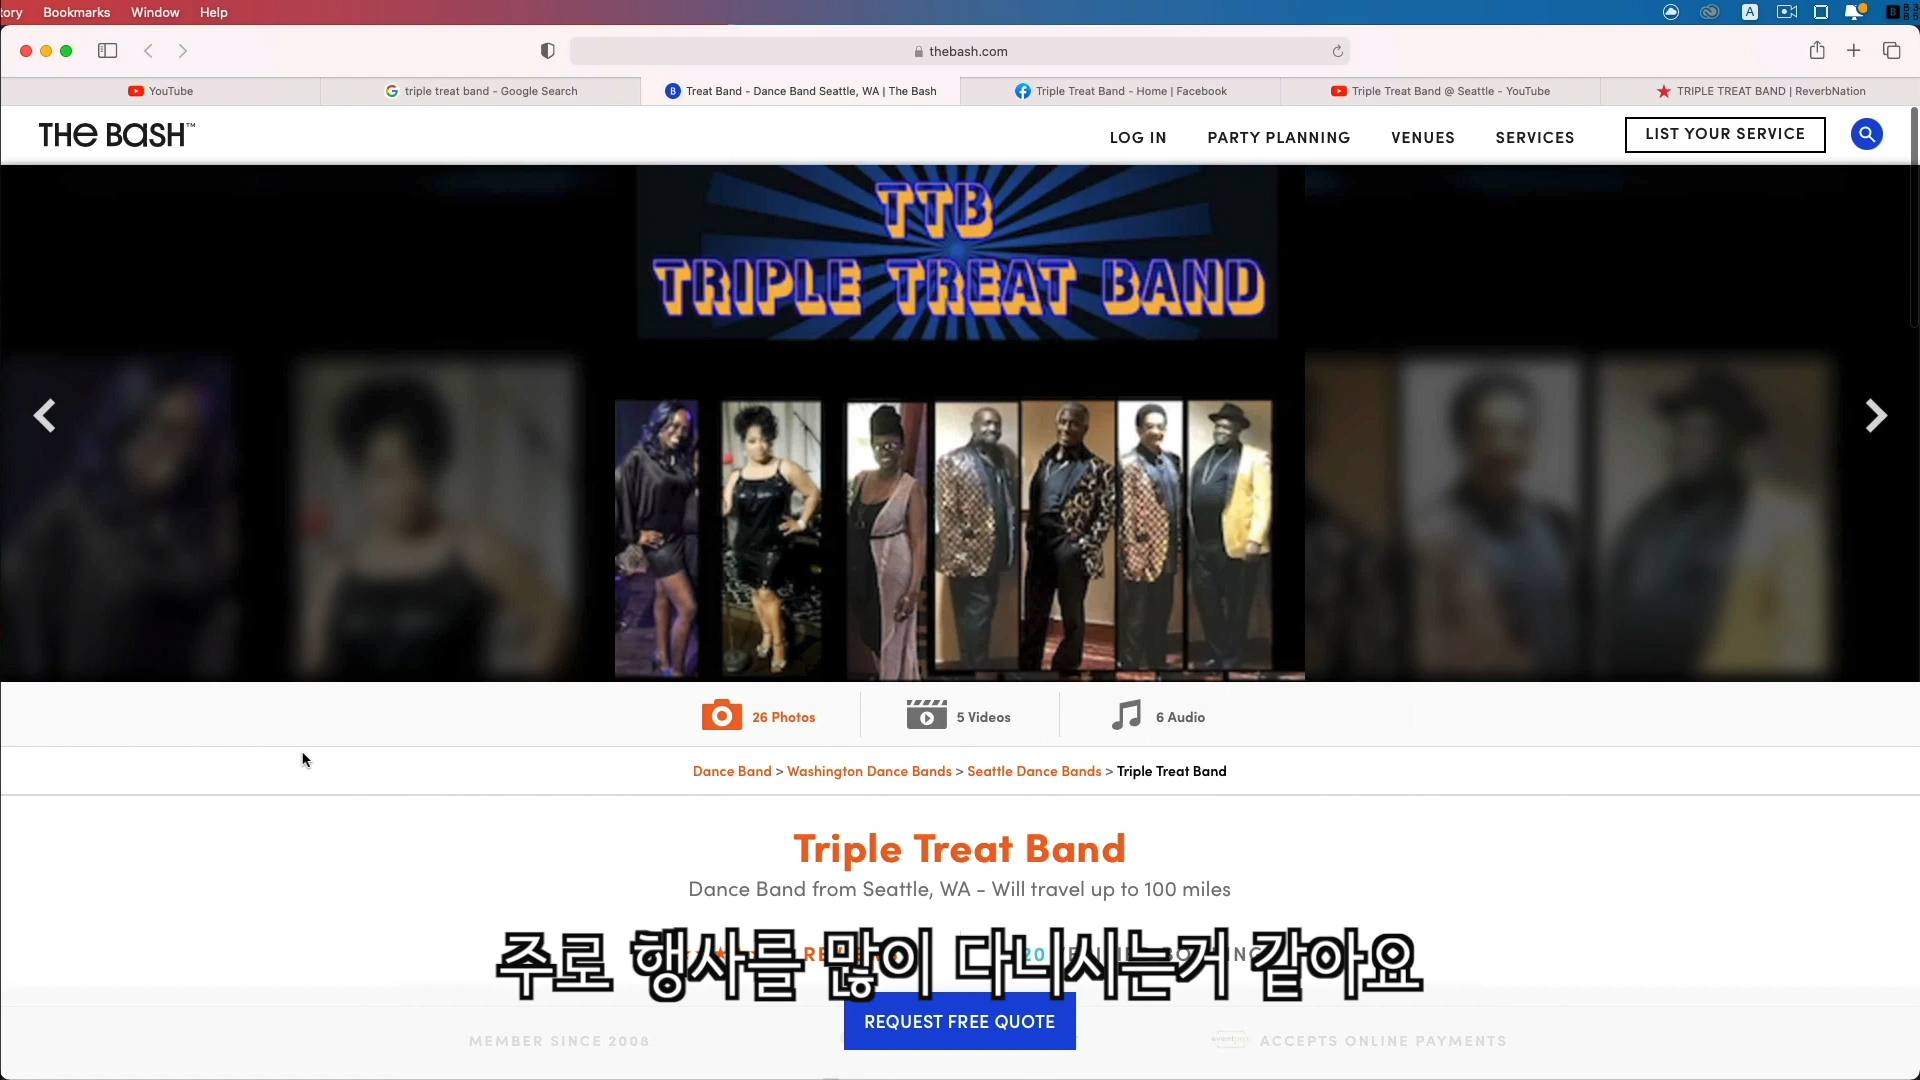 Bookmarks Window Help
thebash.com
YouTube
triple treat band - Google Search
Treat Band - Dance Band Seattle, WA | The Bash
Triple Treat Band - Home | Facebook
Triple Treat Band @ Seattle - YouTube
TRIPLE TREAT BAND | ReverbNation
THE BASH™
LOG IN
PARTY PLANNING
VENUES
SERVICES
LIST YOUR SERVICE
TTB
TRIPLE TREAT BAND
26 Photos
5 Videos
6 Audio
Dance Band > Washington Dance Bands > Seattle Dance Bands > Triple Treat Band
Triple Treat Band
Dance Band from Seattle, WA - Will travel up to 100 miles
주로 행사를 많이 다니시는거 같아요
REQUEST FREE QUOTE
MEMBER SINCE 2008
ACCEPTS ONLINE PAYMENTS